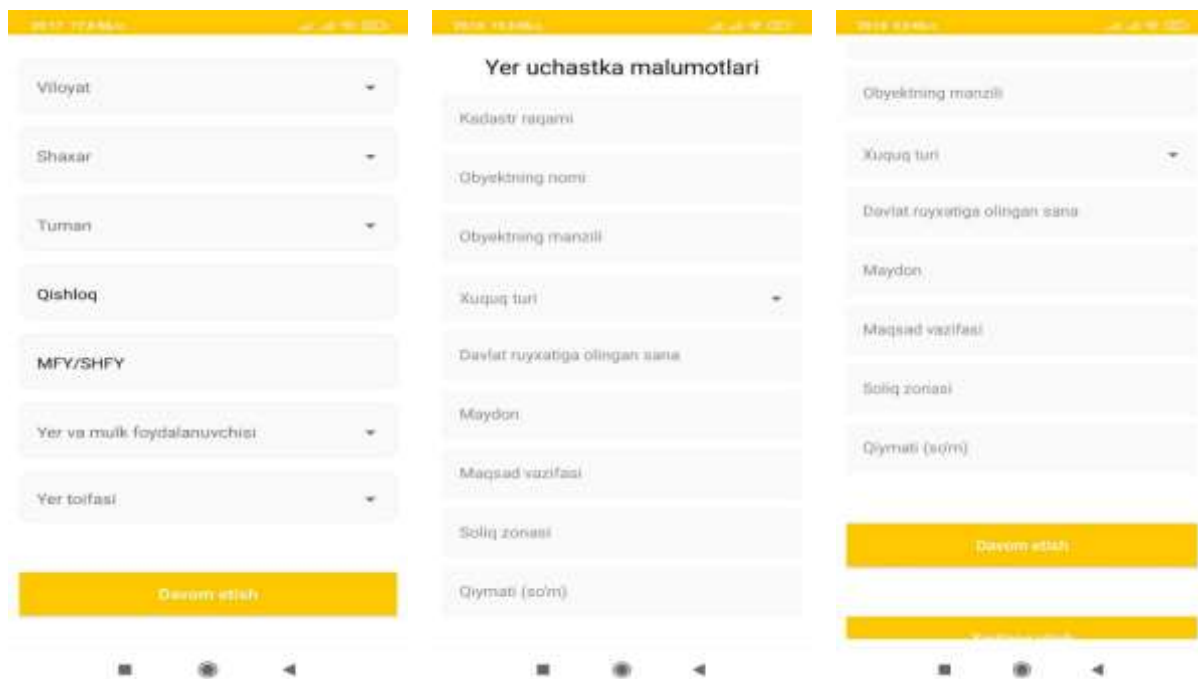 Viloyat
Shaxar
Tuman
Qishloq
MFY/SHFY
Yer va mulk foydalanuvchisi
Yer toifasi
Davom etish
Yer uchastka malumotlari
Kadastr raqami
Obyektning nomi
Obyektning manzili
Xuquq turi
Davlat ruyxatiga olingan sana
Maydon
Maqsad vazifasi
Soliq zonasi
Qiymati (so'm)
Obyektning manzili
Xuquq turi
Davlat ruyxatiga olingan sana
Maydon
Maqsad vazifasi
Soliq zonasi
Qiymati (so'm)
Davom etish